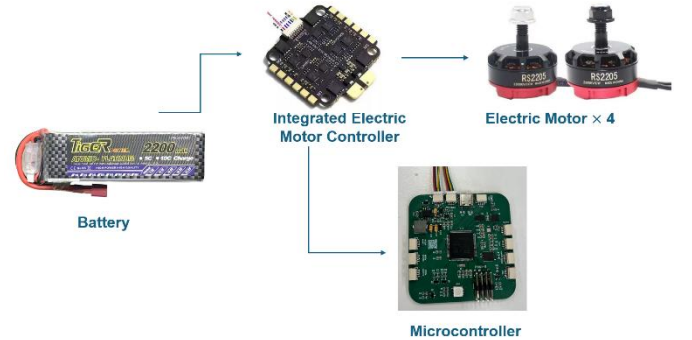 RS2205
RS2205
Integrated Electric
Motor Controller
Electric Motor × 4
TiGER
2200
Battery
Microcontroller